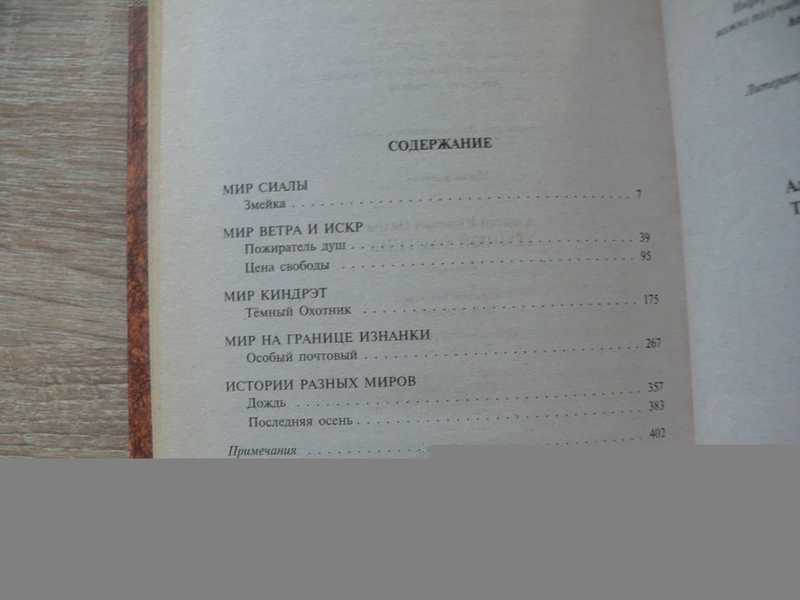 СОДЕРЖАНИЕ
МИР СИАЛЫ
Змейка . . . . . . . . . . . . . . . . . . . . 7
МИР ВЕТРА И ИСКР
Пожиратель душ . . . . . . . . . . . . . . . . . . . . 39
Цена свободы . . . . . . . . . . . . . . . . . . . . 95
МИР КИНДРЭТ
Тёмный Охотник . . . . . . . . . . . . . . . . . . . . 175
МИР НА ГРАНИЦЕ ИЗНАНКИ
Особый почтовый . . . . . . . . . . . . . . . . . . . . 267
ИСТОРИИ РАЗНЫХ МИРОВ
Дождь . . . . . . . . . . . . . . . . . . . . 357
Последняя осень . . . . . . . . . . . . . . . . . . . . 383
Примечания . . . . . . . . . . . . . . . . . . . . 402